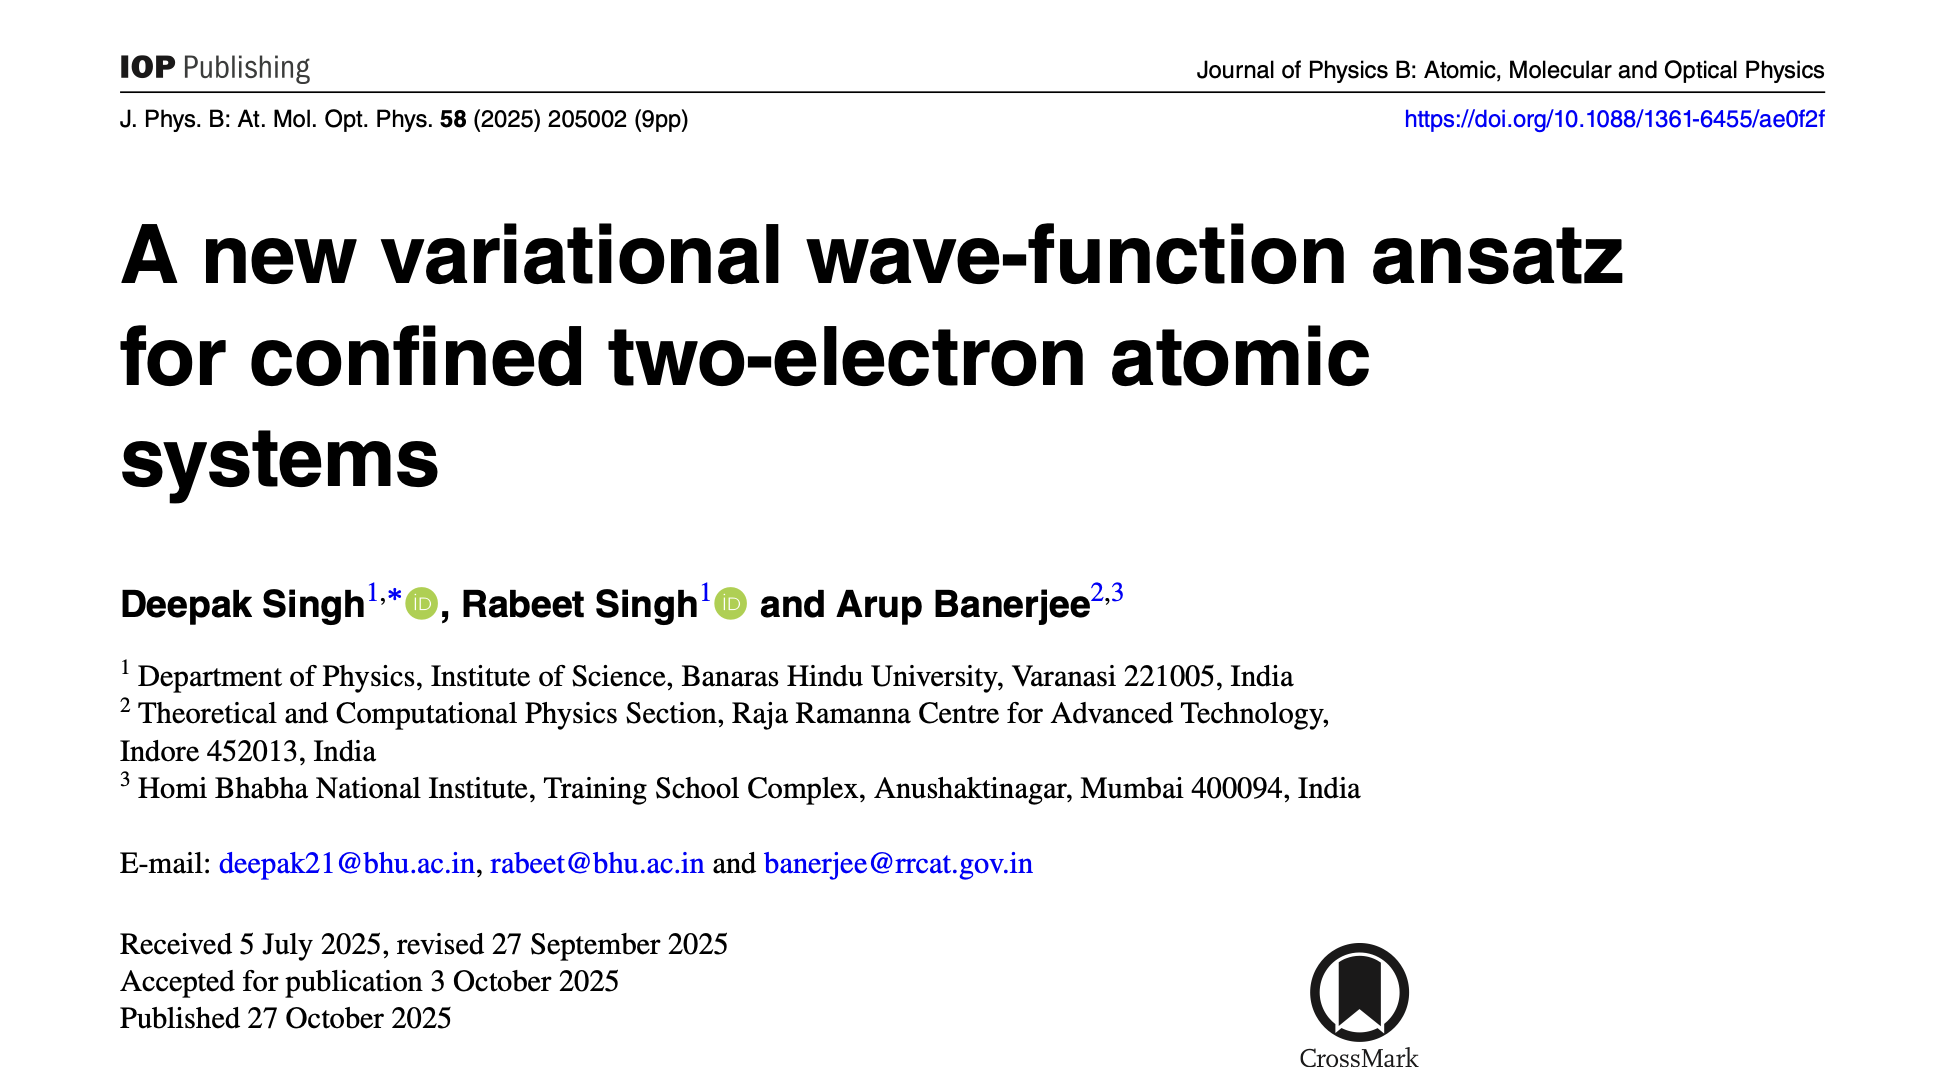 IOP Publishing
Journal of Physics B: Atomic, Molecular and Optical Physics
J. Phys. B: At. Mol. Opt. Phys. 58 (2025) 205002 (9pp)
https://doi.org/10.1088/1361-6455/ae0f2f
A new variational wave-function ansatz
for confined two-electron atomic
systems
Deepak Singh1,* iD, Rabeet Singh1 iD and Arup Banerjee2,3
1 Department of Physics, Institute of Science, Banaras Hindu University, Varanasi 221005, India
2 Theoretical and Computational Physics Section, Raja Ramanna Centre for Advanced Technology,
Indore 452013, India
3 Homi Bhabha National Institute, Training School Complex, Anushaktinagar, Mumbai 400094, India
E-mail: deepak21@bhu.ac.in, rabeet@bhu.ac.in and banerjee@rrcat.gov.in
Received 5 July 2025, revised 27 September 2025
Accepted for publication 3 October 2025
Published 27 October 2025
CrossMark